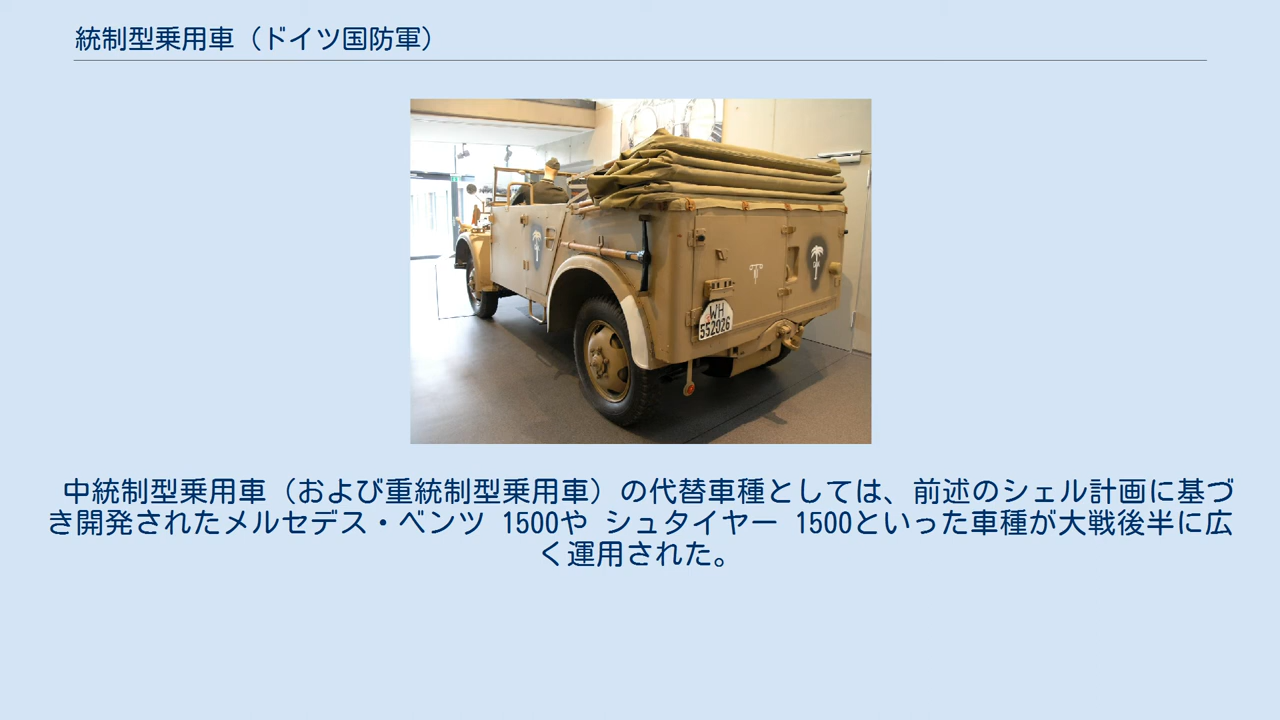 統制型乗用車（ドイツ国防軍）
WH
552926
中統制型乗用車（および重統制型乗用車）の代替車種としては、前述のシェル計画に基づ
き開発されたメルセデス・ベンツ 1500や シュタイヤー 1500といった車種が大戦後半に広
く運用された。